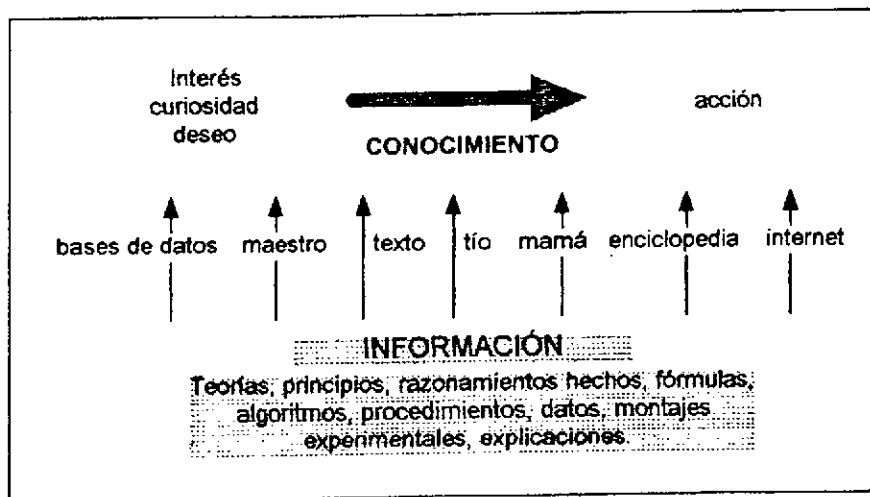 Interés
curiosidad
deseo
acción
CONOCIMIENTO
bases de datos maestro texto tío mamá enciclopedia internet
INFORMACIÓN
Teorías, principios, razonamientos hechos, fórmulas,
algoritmos, procedimientos, datos, montajes
experimentales, explicaciones.